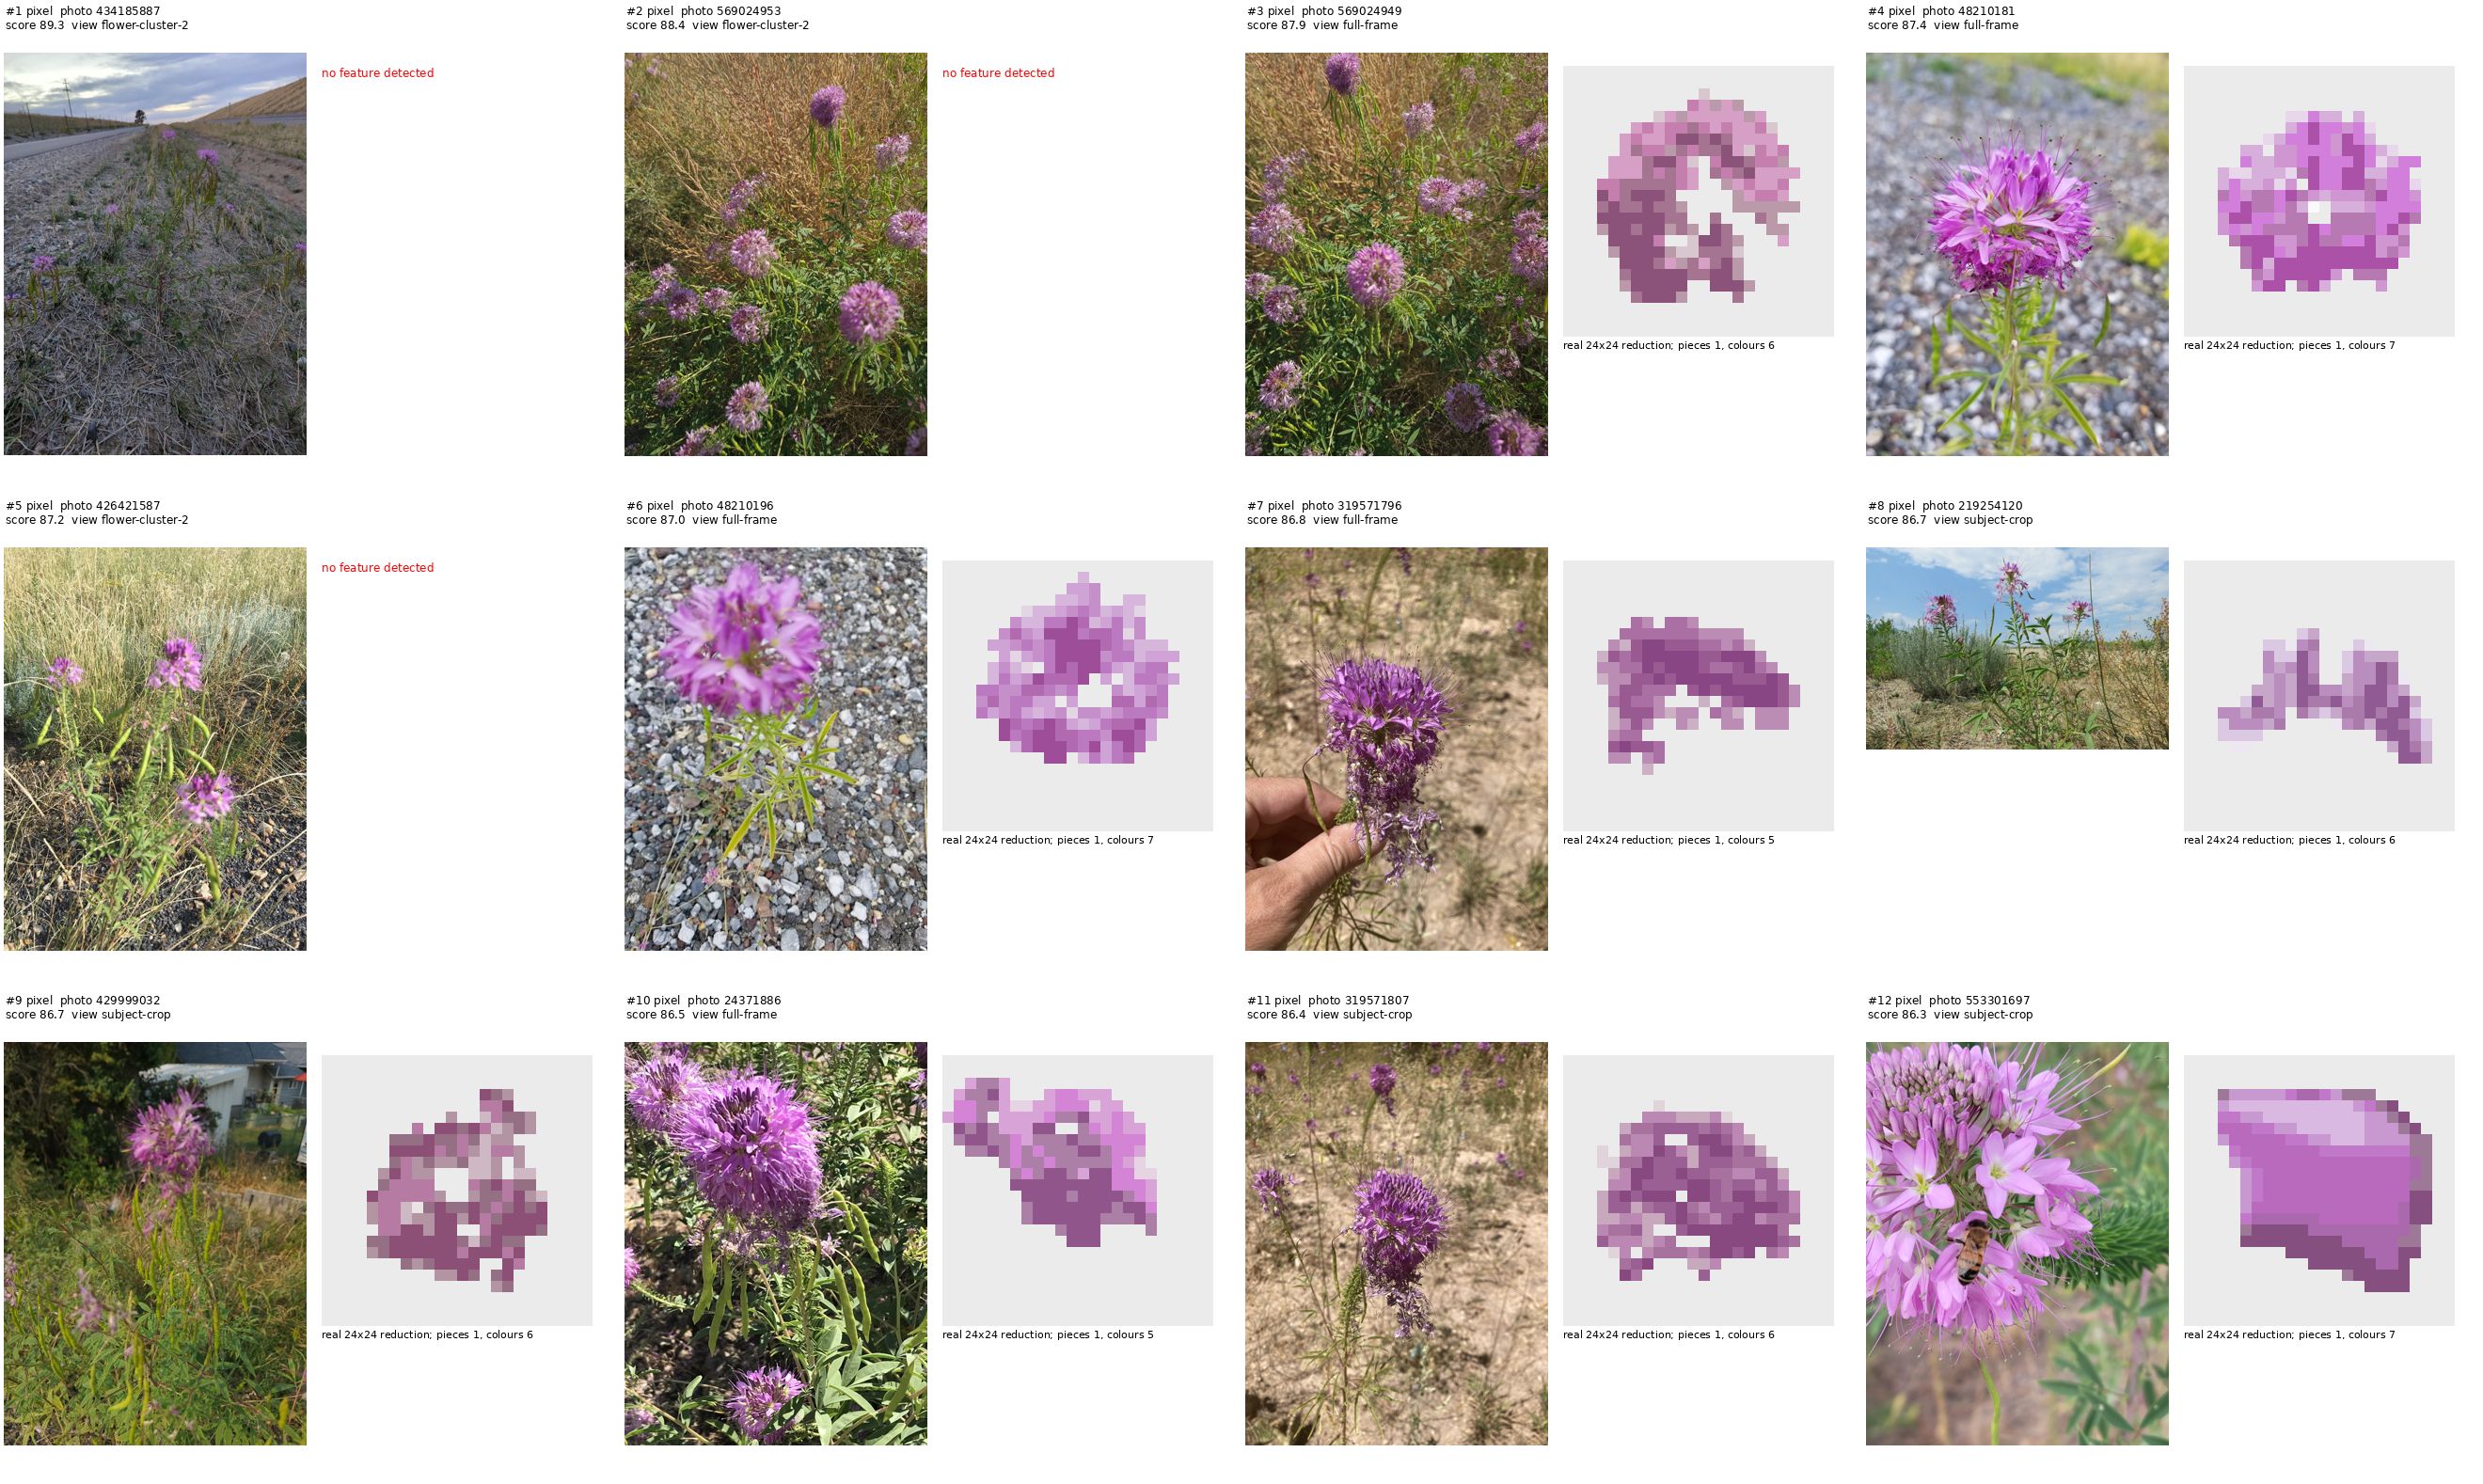 #1 pixel  photo 434185887
score 89.3  view flower-cluster-2
no feature detected
#2 pixel  photo 569024953
score 88.4  view flower-cluster-2
no feature detected
#3 pixel  photo 569024949
score 87.9  view full-frame
real 24x24 reduction; pieces 1, colours 6
#4 pixel  photo 48210181
score 87.4  view full-frame
real 24x24 reduction; pieces 1, colours 7
#5 pixel  photo 426421587
score 87.2  view flower-cluster-2
no feature detected
#6 pixel  photo 48210196
score 87.0  view full-frame
real 24x24 reduction; pieces 1, colours 7
#7 pixel  photo 319571796
score 86.8  view full-frame
real 24x24 reduction; pieces 1, colours 5
#8 pixel  photo 219254120
score 86.7  view subject-crop
real 24x24 reduction; pieces 1, colours 6
#9 pixel  photo 429999032
score 86.7  view subject-crop
real 24x24 reduction; pieces 1, colours 6
#10 pixel  photo 24371886
score 86.5  view full-frame
real 24x24 reduction; pieces 1, colours 5
#11 pixel  photo 319571807
score 86.4  view subject-crop
real 24x24 reduction; pieces 1, colours 6
#12 pixel  photo 553301697
score 86.3  view subject-crop
real 24x24 reduction; pieces 1, colours 7